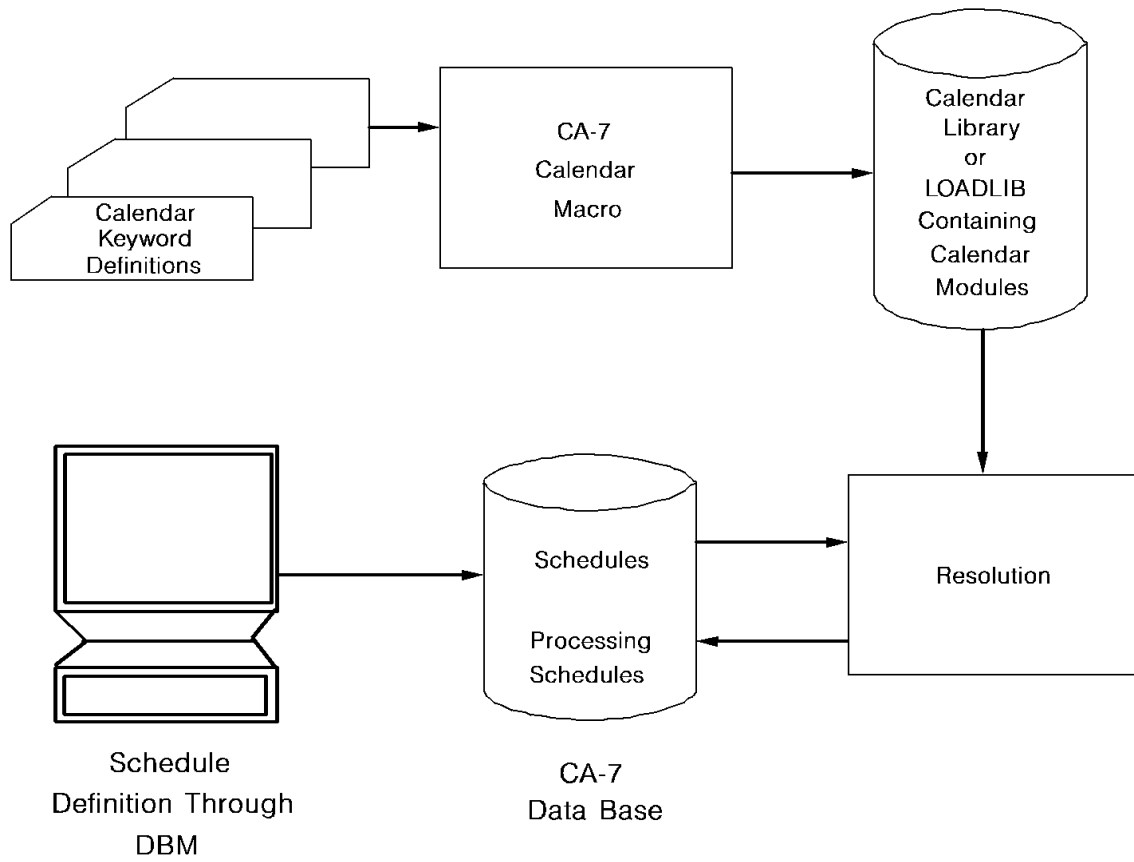 Calendar
Keyword
Definitions
CA-7
Calendar
Macro
Calendar
Library
or
LOADLIB
Containing
Calendar
Modules
Schedules
Processing
Schedules
Resolution
Schedule
Definition Through
DBM
CA-7
Data Base